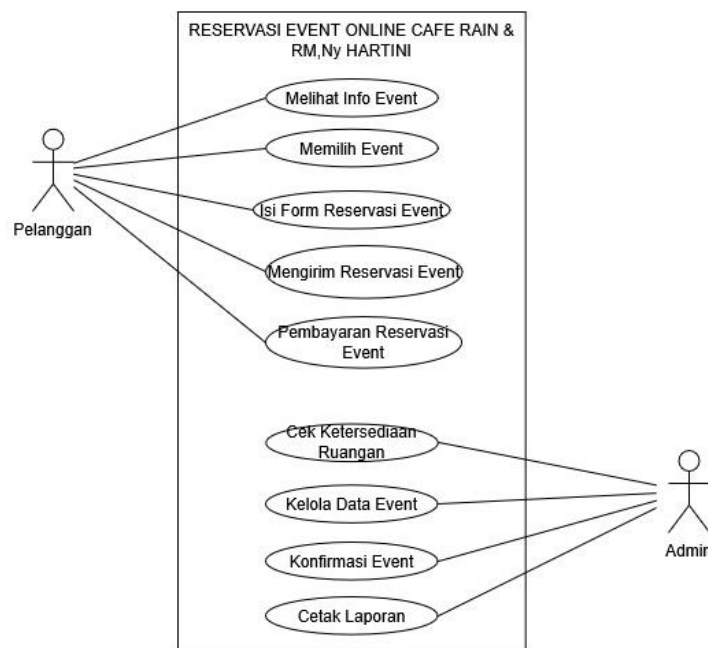 RESERVASI EVENT ONLINE CAFE RAIN &
RM,Ny HARTINI
Melihat Info Event
Memilih Event
Isi Form Reservasi Event
Pelanggan
Mengirim Reservasi Event
Pembayaran Reservasi
Event
Cek Ketersediaan
Ruangan
Kelola Data Event
Admin
Konfirmasi Event
Cetak Laporan